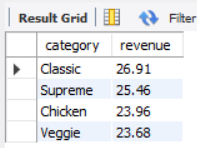 Result Grid Filter
category revenue
Classic 26.91
Supreme 25.46
Chicken 23.96
Veggie 23.68